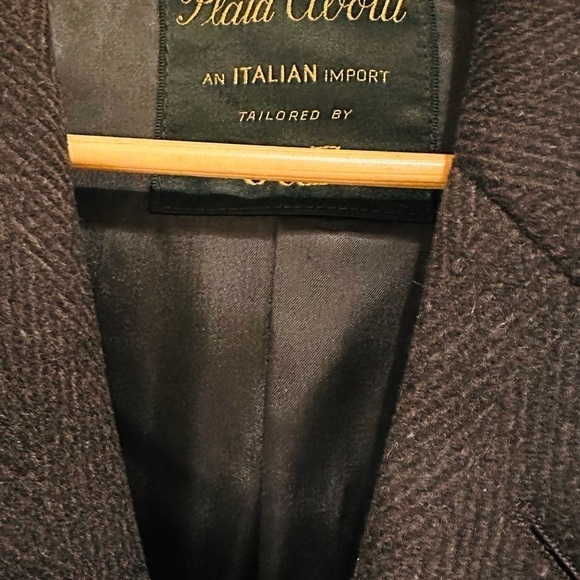 Plaid About
AN ITALIAN IMPORT
TAILORED BY